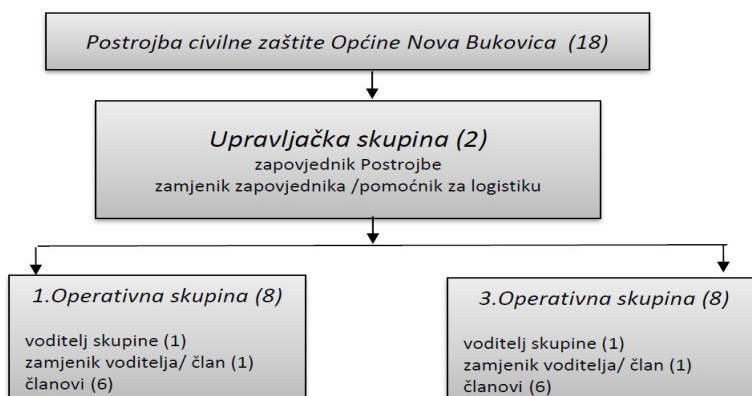 Postrojba civilne zaštite Općine Nova Bukovica (18)
Upravljačka skupina (2)
zapovjednik Postrojbe
zamjenik zapovjednika /pomoćnik za logistiku
1.Operativna skupina (8)
voditelj skupine (1)
zamjenik voditelja/ član (1)
članovi (6)
3.Operativna skupina (8)
voditelj skupine (1)
zamjenik voditelja/ član (1)
članovi (6)